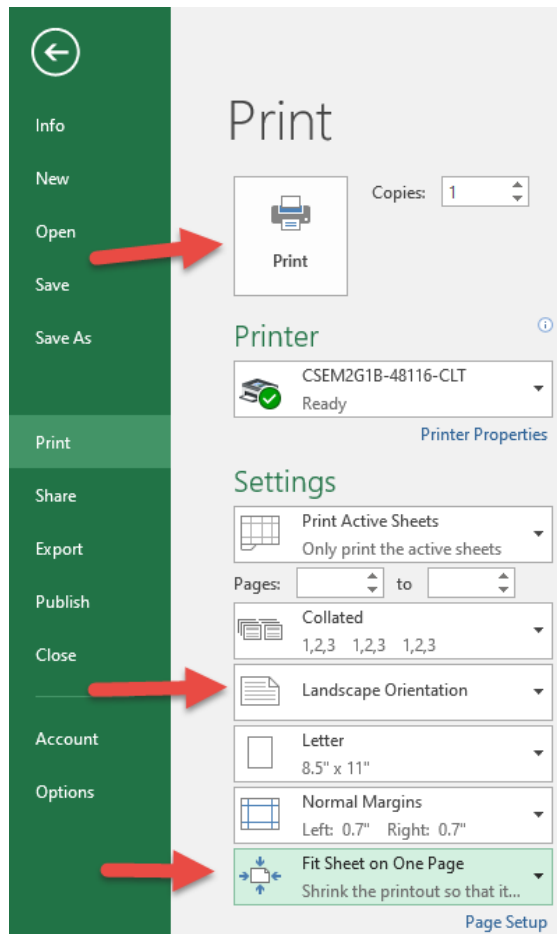 Info
New
Open
Save
Save As
Print
Share
Export
Publish
Close
Account
Options
Print
Copies: 1
Print
Printer
CSEM2G1B-48116-CLT
Ready
Printer Properties
Settings
Print Active Sheets
Only print the active sheets
Pages: to
Collated
1,2,3 1,2,3 1,2,3
Landscape Orientation
Letter
8.5" x 11"
Normal Margins
Left: 0.7" Right: 0.7"
Fit Sheet on One Page
Shrink the printout so that it...
Page Setup